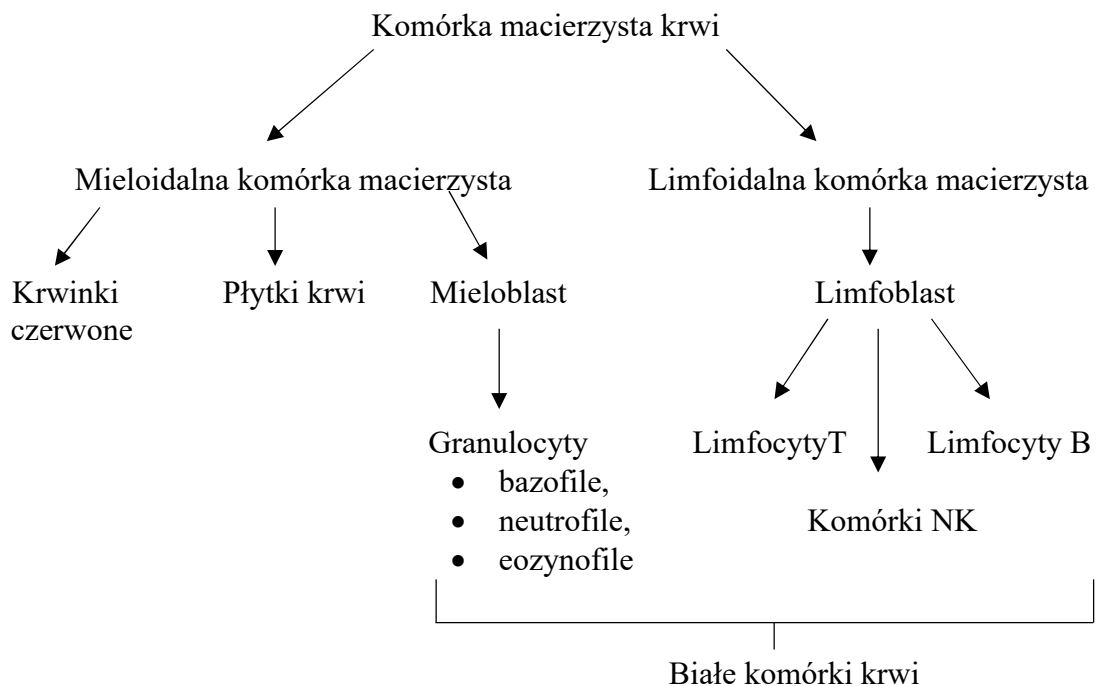 Komórka macierzysta krwi
Mieloidalna komórka macierzysta
Limfoidalna komórka macierzysta
Krwinki
czerwone
Płytki krwi
Mieloblast
Limfoblast
Granulocyty
• bazofile,
• neutrofile,
• eozynofile
LimfocytyT
Limfocyty B
Komórki NK
Białe komórki krwi